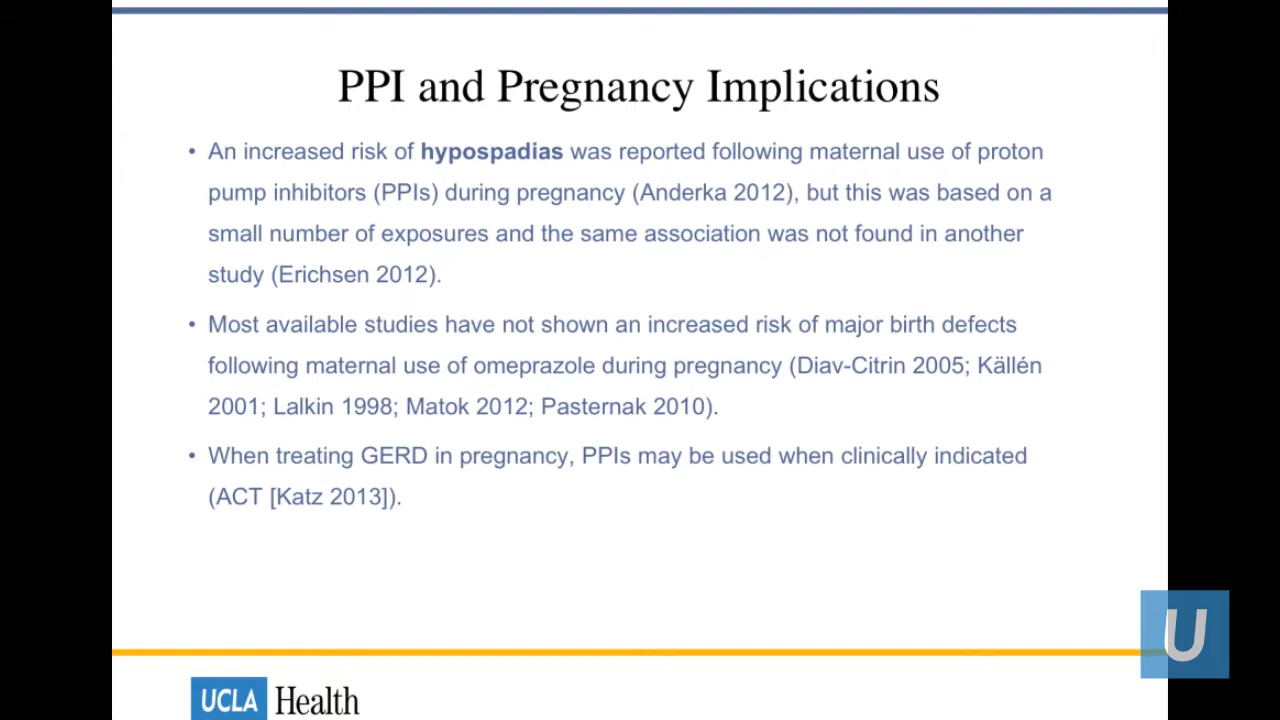 PPI and Pregnancy Implications
• An increased risk of hypospadias was reported following maternal use of proton
pump inhibitors (PPIs) during pregnancy (Anderka 2012), but this was based on a
small number of exposures and the same association was not found in another
study (Erichsen 2012).
• Most available studies have not shown an increased risk of major birth defects
following maternal use of omeprazole during pregnancy (Diav-Citrin 2005; Källén
2001; Lalkin 1998; Matok 2012; Pasternak 2010).
• When treating GERD in pregnancy, PPIs may be used when clinically indicated
(ACT [Katz 2013]).
U
UCLA Health